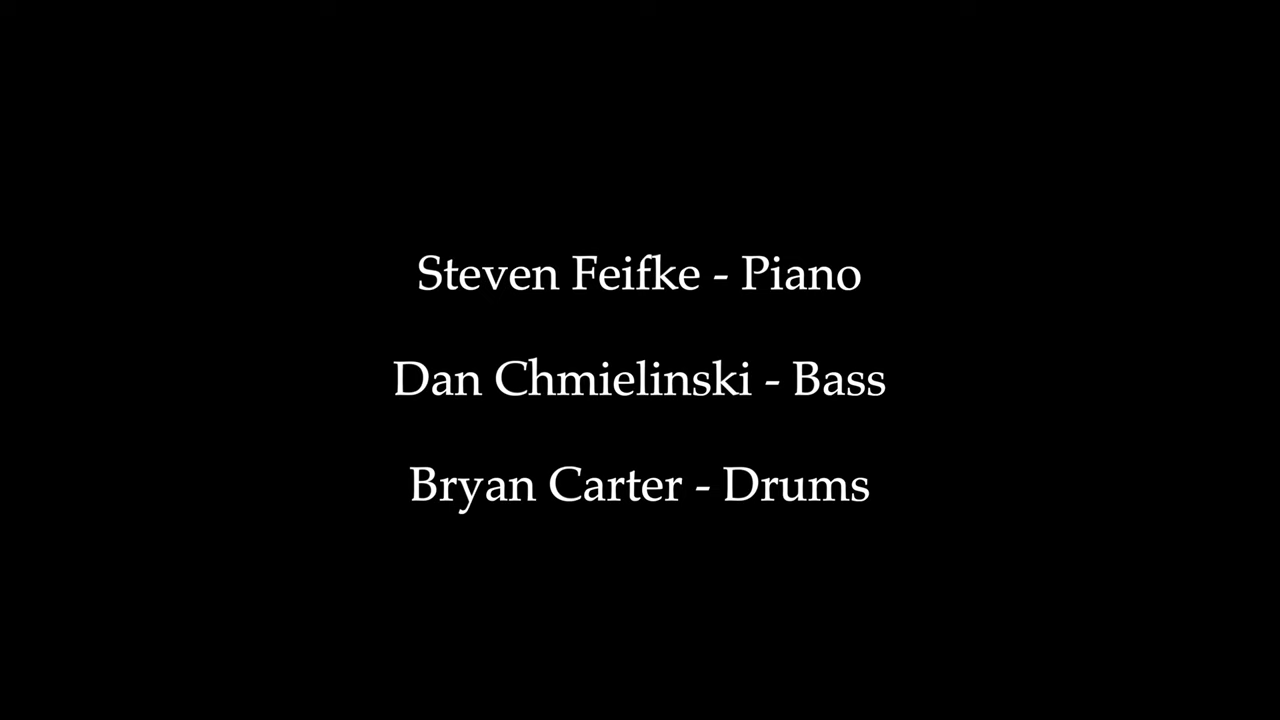 Steven Feifke - Piano
Dan Chmielinski - Bass
Bryan Carter - Drums